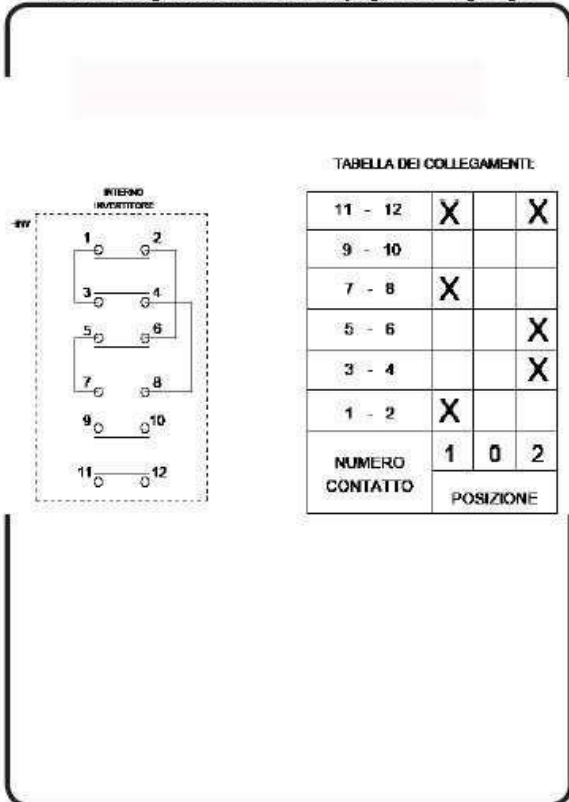 TABELLA DEI COLLEGAMENTI:
INTERNO
INVERTITORE
1 2
3 4
5 6
7 8
9 10
11 12
11 - 12 X X
9 - 10
7 - 8 X
5 - 6 X
3 - 4 X
1 - 2 X
NUMERO CONTATTO
1 0 2
POSIZIONE